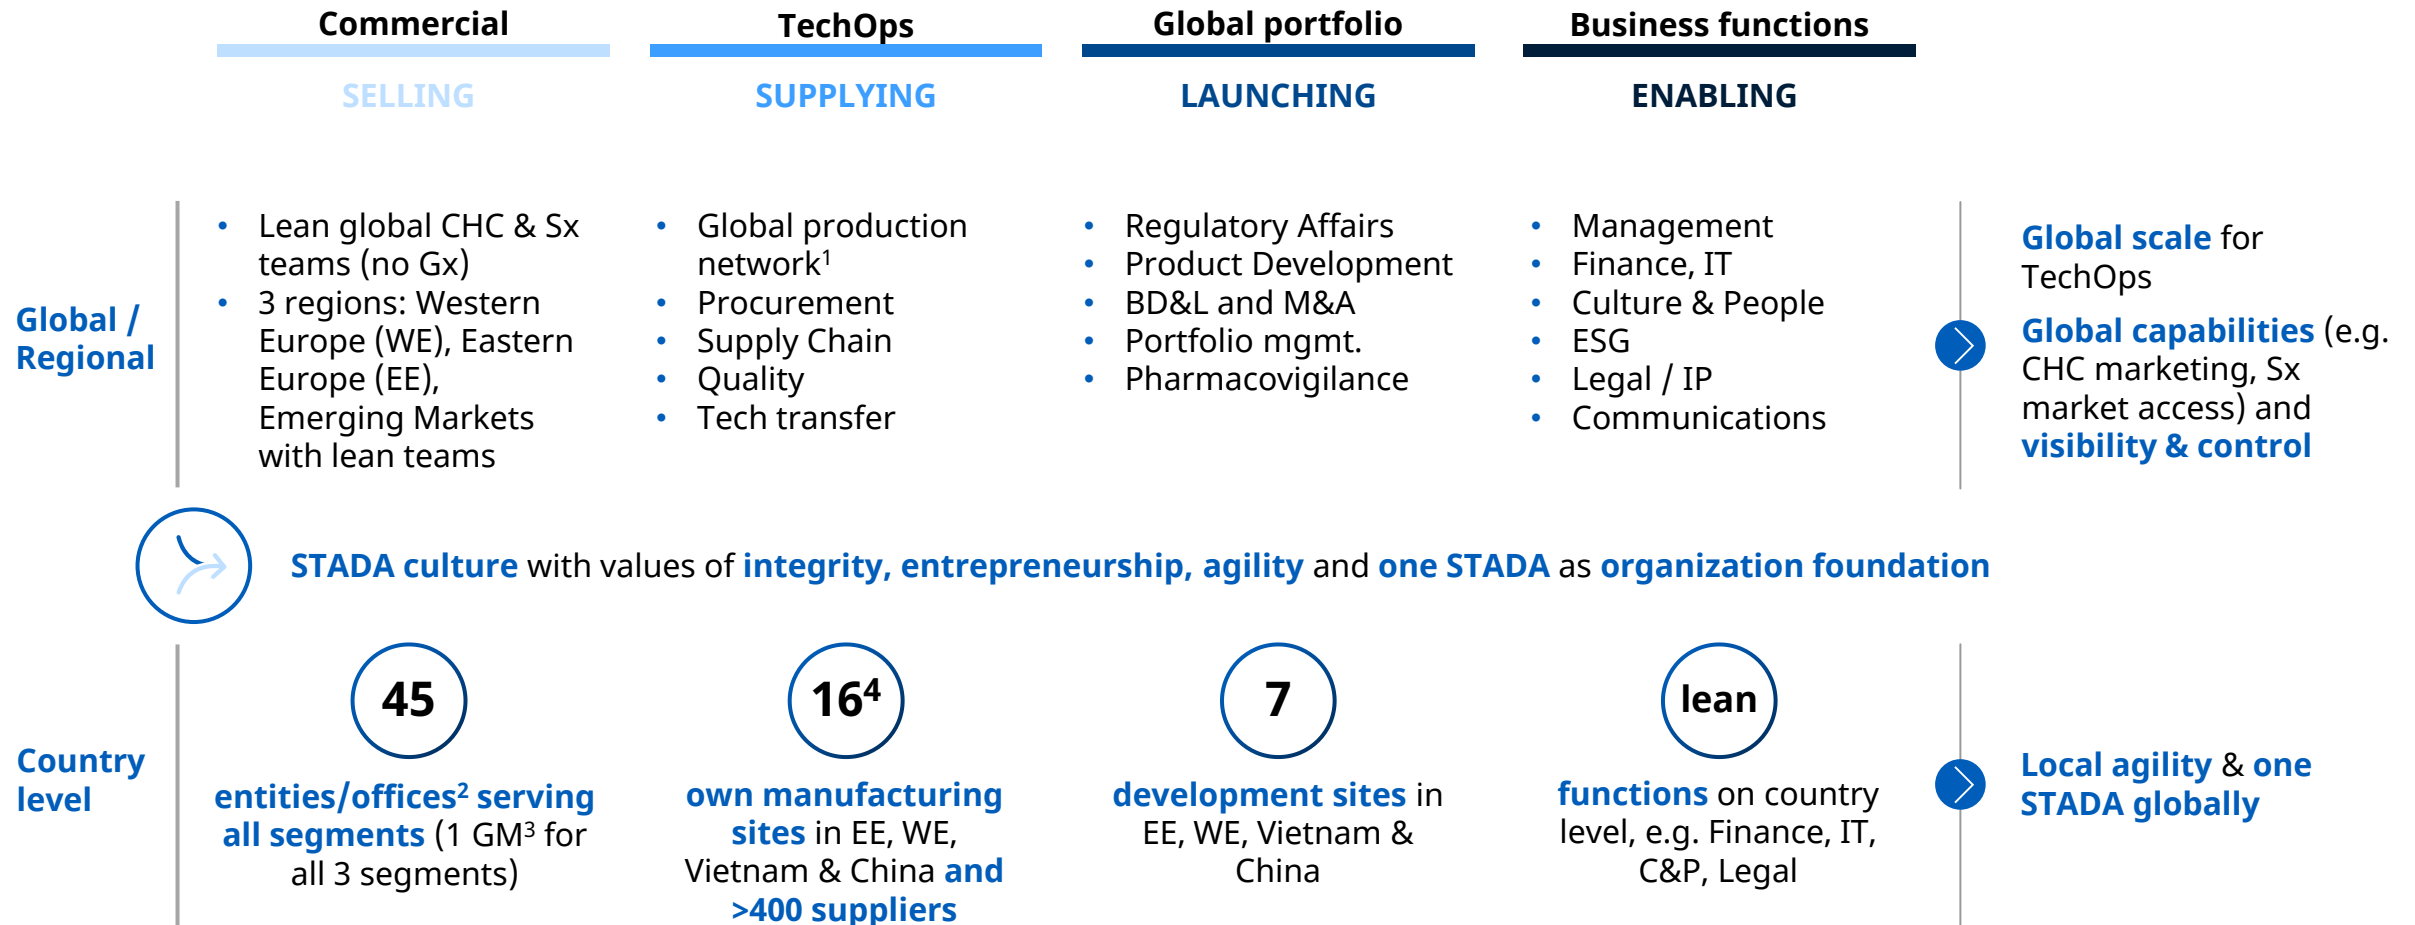 Commercial
TechOps
Global portfolio
Business functions
SELLING
SUPPLYING
LAUNCHING
ENABLING
Global /
Regional
• Lean global CHC & Sx
teams (no Gx)
• 3 regions: Western
Europe (WE), Eastern
Europe (EE),
Emerging Markets
with lean teams
• Global production
network¹
• Procurement
• Supply Chain
• Quality
• Tech transfer
• Regulatory Affairs
• Product Development
• BD&L and M&A
• Portfolio mgmt.
• Pharmacovigilance
• Management
• Finance, IT
• Culture & People
• ESG
• Legal / IP
• Communications
Global scale for
TechOps
Global capabilities (e.g.
CHC marketing, Sx
market access) and
visibility & control
STADA culture with values of integrity, entrepreneurship, agility and one STADA as organization foundation
Country
level
45
entities/offices² serving
all segments (1 GM³ for
all 3 segments)
16⁴
own manufacturing
sites in EE, WE,
Vietnam & China and
>400 suppliers
7
development sites in
EE, WE, Vietnam &
China
lean
functions on country
level, e.g. Finance, IT,
C&P, Legal
Local agility & one
STADA globally